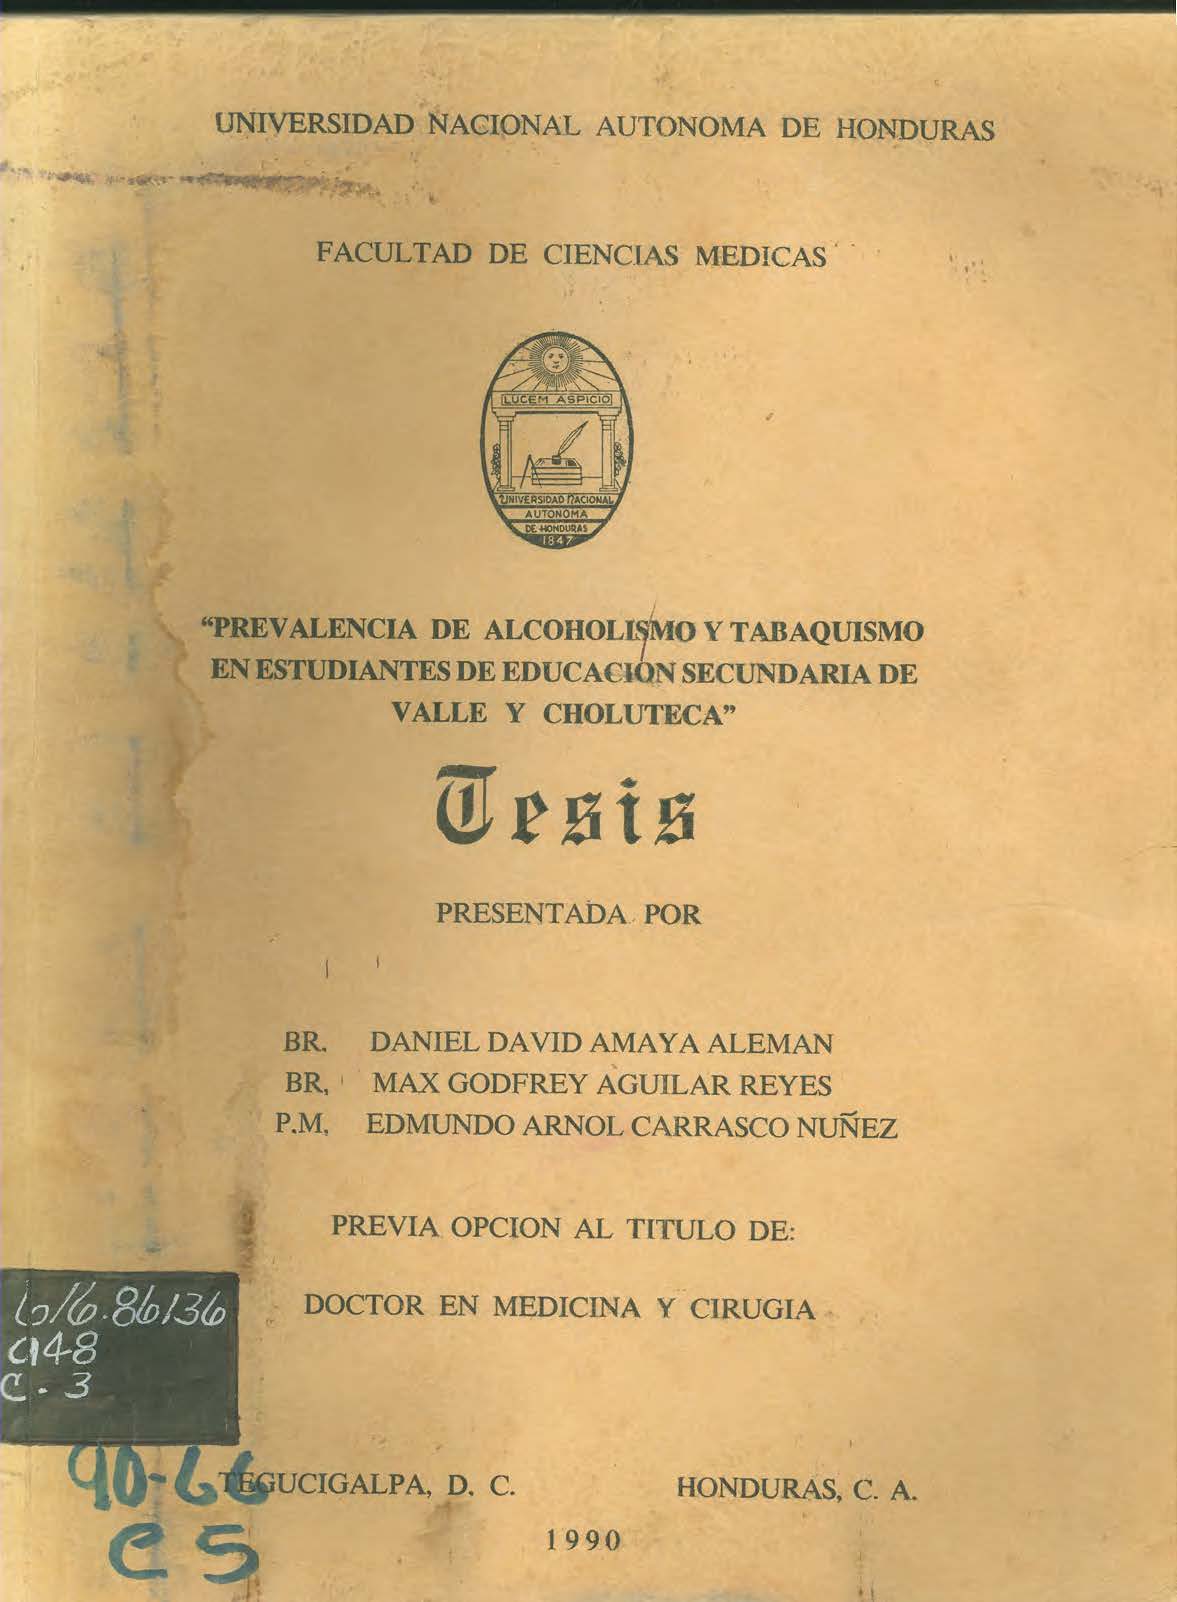 UNIVERSIDAD NACIONAL AUTONOMA DE HONDURAS
FACULTAD DE CIENCIAS MEDICAS
LUCEM ASPICIO
UNIVERSIDAD NACIONAL
AUTONOMA
DE HONDURAS
1847
“PREVALENCIA DE ALCOHOLISMO Y TABAQUISMO
EN ESTUDIANTES DE EDUCACION SECUNDARIA DE
VALLE Y CHOLUTECA”
Tesis
PRESENTADA POR
BR. DANIEL DAVID AMAYA ALEMAN
BR, MAX GODFREY AGUILAR REYES
P.M, EDMUNDO ARNOL CARRASCO NUÑEZ
PREVIA OPCION AL TITULO DE:
DOCTOR EN MEDICINA Y CIRUGIA
616.86136
C148
C. 3
90-66
C5
TEGUCIGALPA, D. C. HONDURAS, C. A.
1990